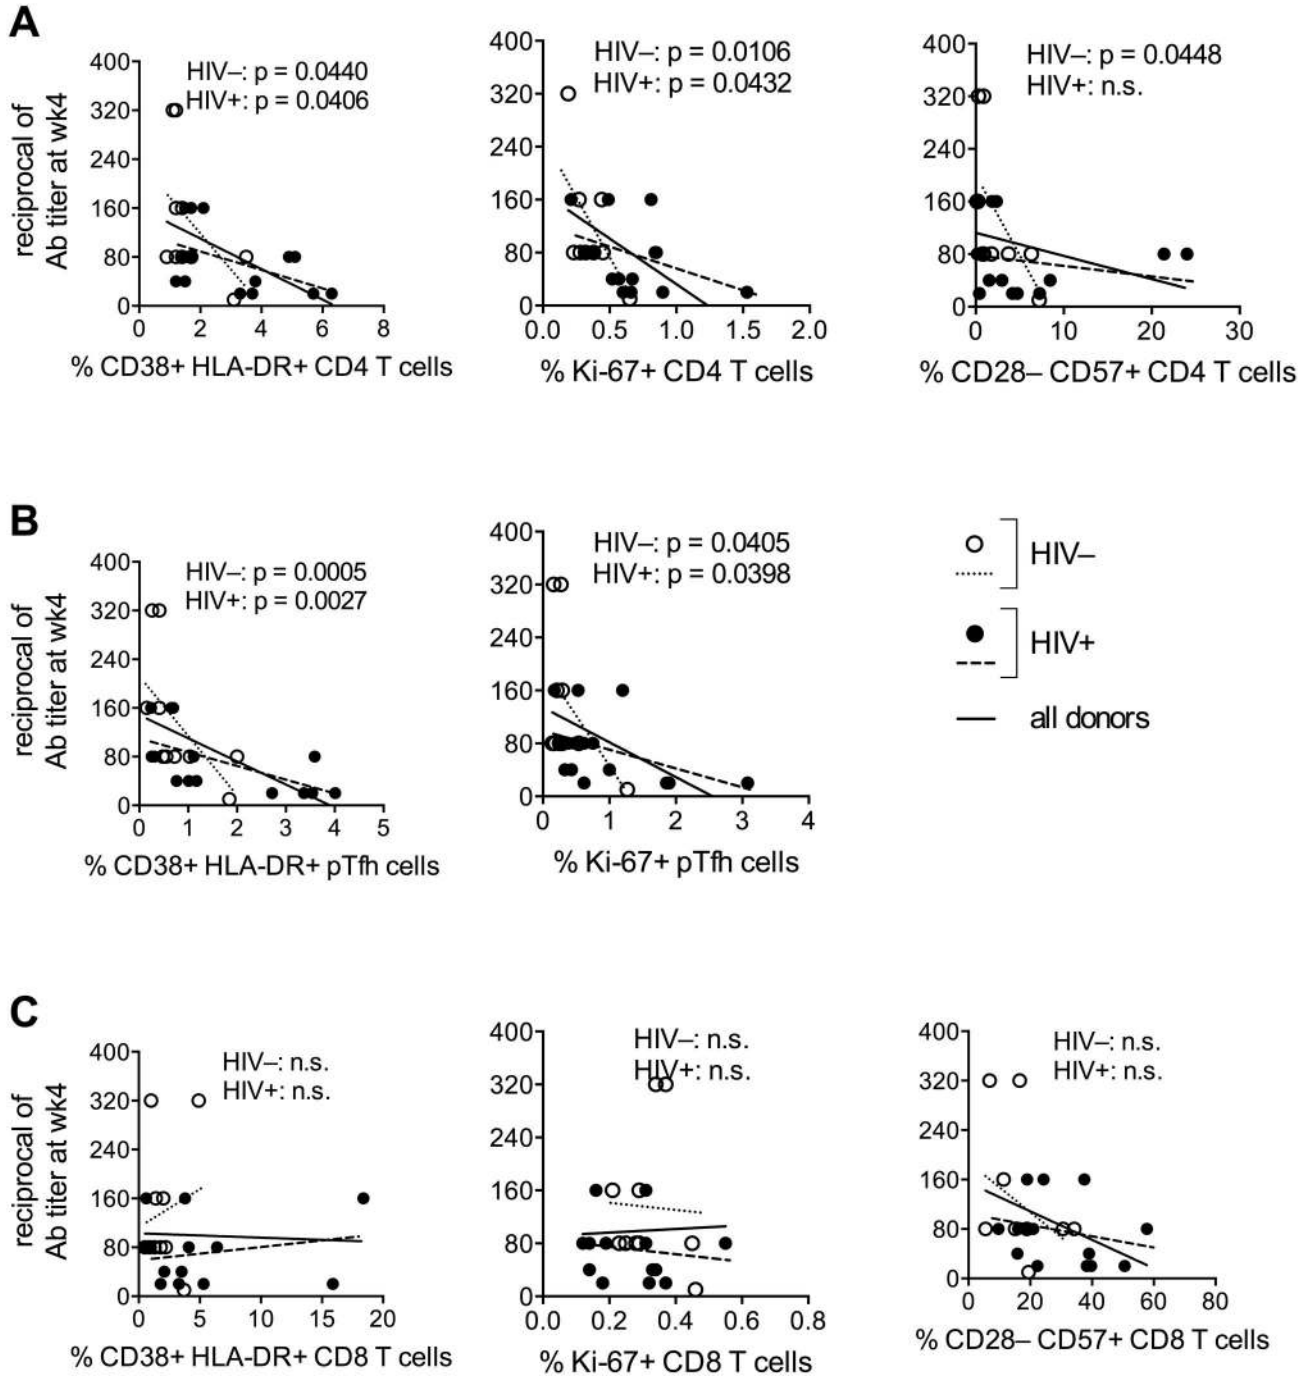 A
reciprocal of
Ab titer at wk4
400
320
240
160
80
0
0 2 4 6 8
HIV–: p = 0.0440
HIV+: p = 0.0406
% CD38+ HLA-DR+ CD4 T cells
400
320
240
160
80
0
0.0 0.5 1.0 1.5 2.0
HIV–: p = 0.0106
HIV+: p = 0.0432
% Ki-67+ CD4 T cells
400
320
240
160
80
0
0 10 20 30
HIV–: p = 0.0448
HIV+: n.s.
% CD28– CD57+ CD4 T cells
B
reciprocal of
Ab titer at wk4
400
320
240
160
80
0
0 1 2 3 4 5
HIV–: p = 0.0005
HIV+: p = 0.0027
% CD38+ HLA-DR+ pTfh cells
400
320
240
160
80
0
0 1 2 3 4
HIV–: p = 0.0405
HIV+: p = 0.0398
% Ki-67+ pTfh cells
HIV–
HIV+
all donors
C
reciprocal of
Ab titer at wk4
400
320
240
160
80
0
0 5 10 15 20
HIV–: n.s.
HIV+: n.s.
% CD38+ HLA-DR+ CD8 T cells
400
320
240
160
80
0
0.0 0.2 0.4 0.6 0.8
HIV–: n.s.
HIV+: n.s.
% Ki-67+ CD8 T cells
400
320
240
160
80
0
0 20 40 60 80
HIV–: n.s.
HIV+: n.s.
% CD28– CD57+ CD8 T cells